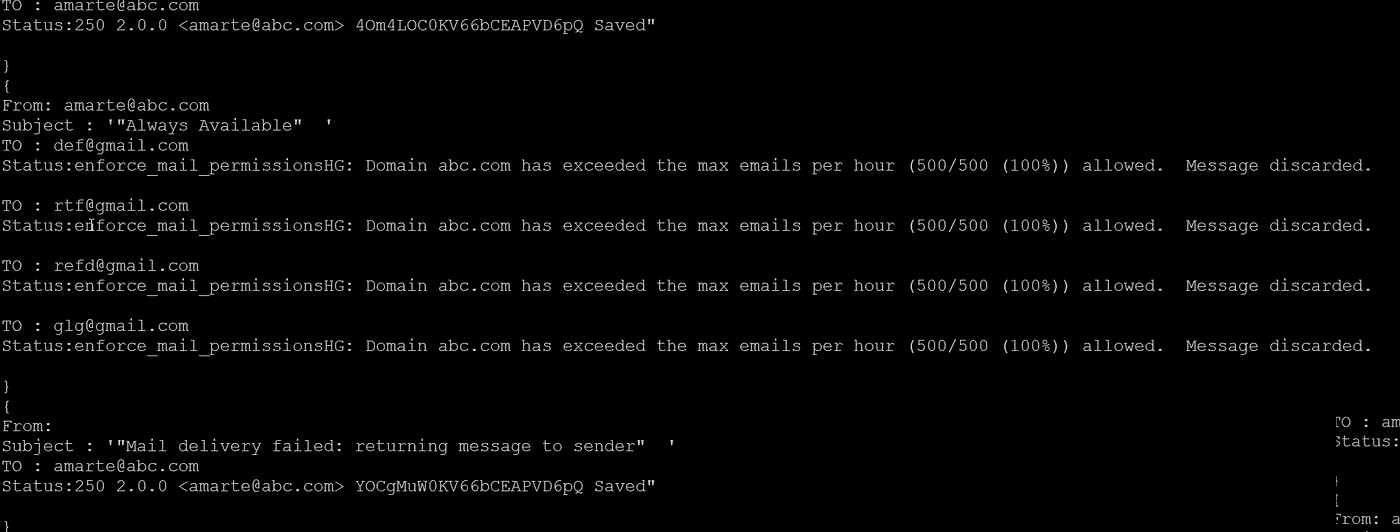 TO : amarte@abc.com
Status:250 2.0.0 <amarte@abc.com> 4Om4LOC0KV66bCEAPVD6pQ Saved"
}
{
From: amarte@abc.com
Subject : '"Always Available"  '
TO : def@gmail.com
Status:enforce_mail_permissionsHG: Domain abc.com has exceeded the max emails per hour (500/500 (100%)) allowed.  Message discarded.
TO : rtf@gmail.com
Status:enforce_mail_permissionsHG: Domain abc.com has exceeded the max emails per hour (500/500 (100%)) allowed.  Message discarded.
TO : refd@gmail.com
Status:enforce_mail_permissionsHG: Domain abc.com has exceeded the max emails per hour (500/500 (100%)) allowed.  Message discarded.
TO : glg@gmail.com
Status:enforce_mail_permissionsHG: Domain abc.com has exceeded the max emails per hour (500/500 (100%)) allowed.  Message discarded.
}
{
From:
Subject : '"Mail delivery failed: returning message to sender"  '
TO : amarte@abc.com
Status:250 2.0.0 <amarte@abc.com> YOCgMuW0KV66bCEAPVD6pQ Saved"
}
TO : am
Status:
}
{
From: a